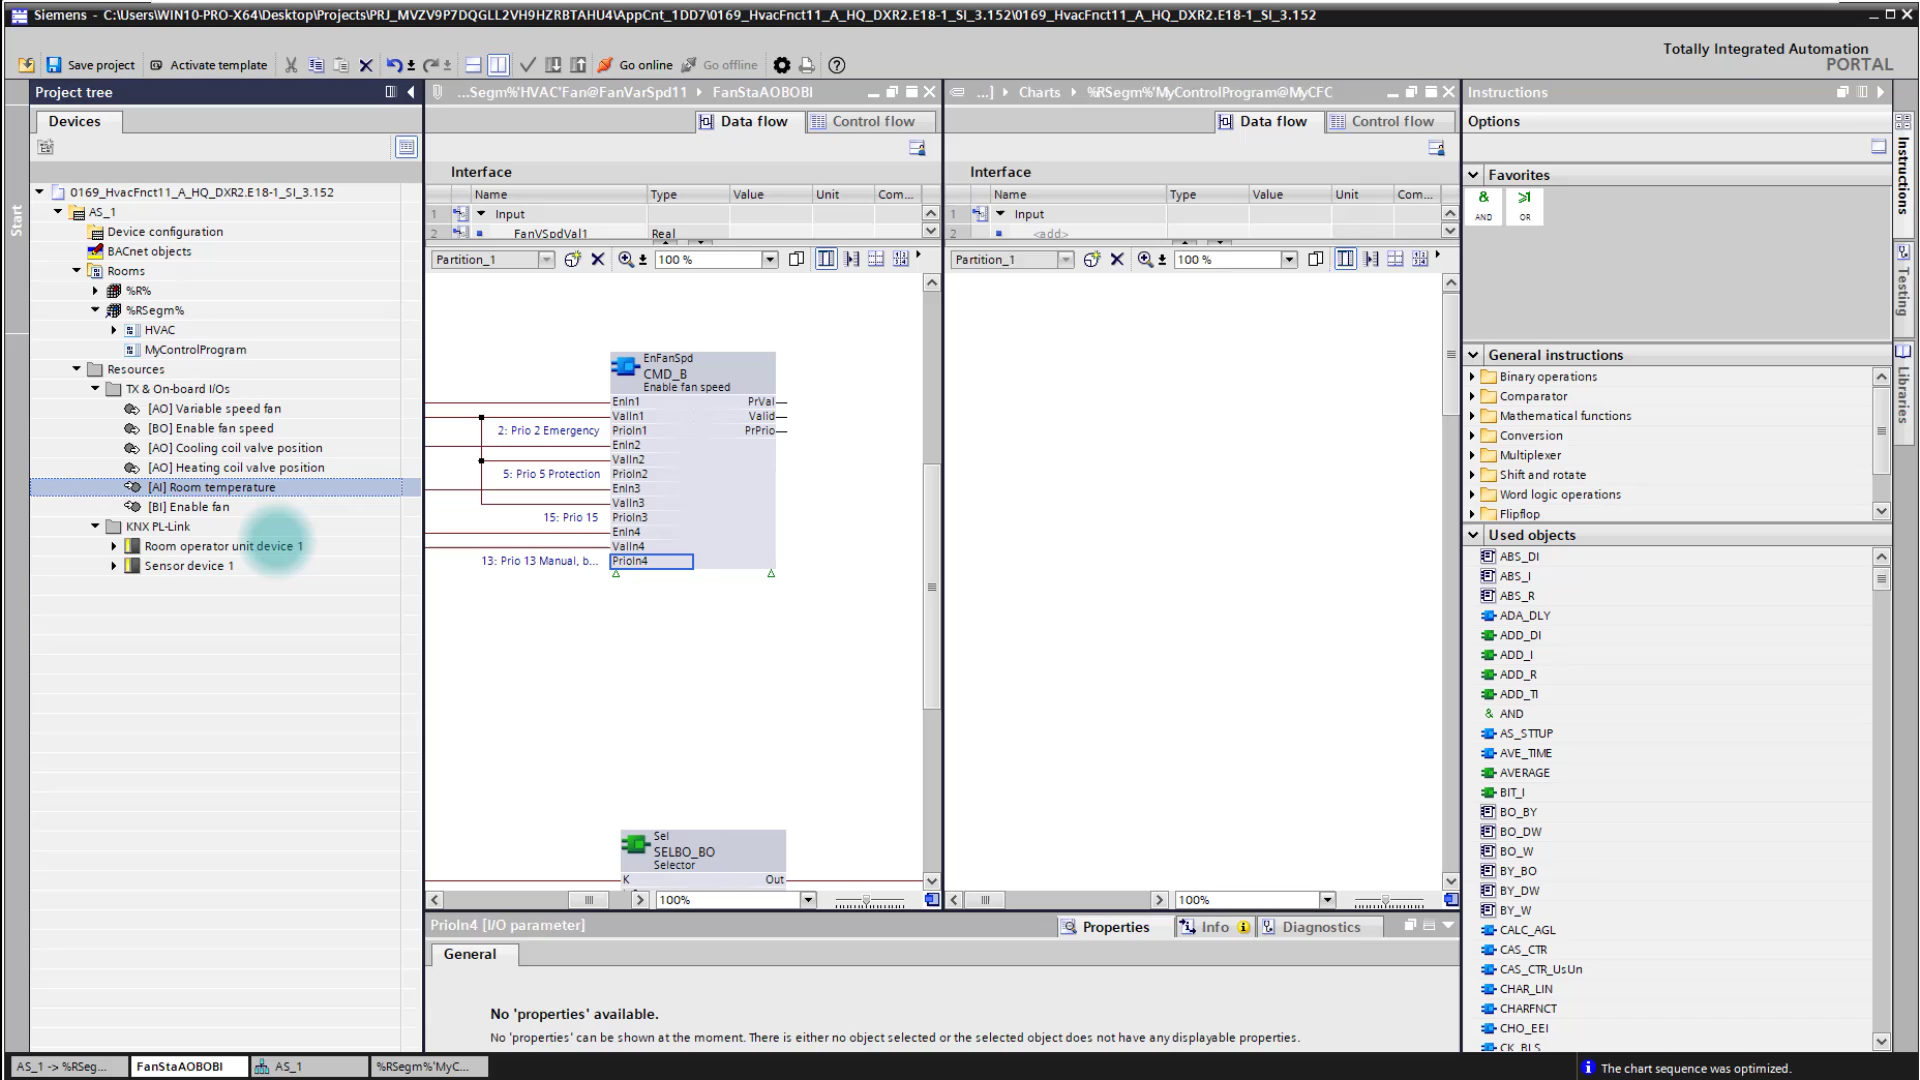 Siemens - C:\Users\WIN10-PRO-X64\Desktop\Projects\PRJ_MVZV9P7DQGLL2VH9HZRBTAHU4\AppCnt_1DD7\0169_HvacFnct11_A_HQ_DXR2.E18-1_SI_3.152\0169_HvacFnct11_A_HQ_DXR2.E18-1_SI_3.152
Totally Integrated Automation
PORTAL
Save project
Activate template
Go online
Go offline
Project tree
Devices
Start
0169_HvacFnct11_A_HQ_DXR2.E18-1_SI_3.152
AS_1
Device configuration
BACnet objects
Rooms
%R%
%RSegm%
HVAC
MyControlProgram
Resources
TX & On-board I/Os
[AO] Variable speed fan
[BO] Enable fan speed
[AO] Cooling coil valve position
[AO] Heating coil valve position
[AI] Room temperature
[BI] Enable fan
KNX PL-Link
Room operator unit device 1
Sensor device 1
...Segm%'HVAC'Fan@FanVarSpd11 FanStaAOBOBI
Data flow Control flow
Interface
Name Type Value Unit Com...
1 Input
2 FanVSpdVal1 Real
Partition_1 100 %
EnFanSpd
CMD_B
Enable fan speed
EnIn1 PrVal
ValIn1 Valid
2: Prio 2 Emergency PrioIn1 PrPrio
EnIn2
ValIn2
5: Prio 5 Protection PrioIn2
EnIn3
ValIn3
15: Prio 15 PrioIn3
EnIn4
ValIn4
13: Prio 13 Manual, b... PrioIn4
Sel
SELBO_BO
Selector
K Out
100%
...] Charts %RSegm%'MyControlProgram@MyCFC
Data flow Control flow
Interface
Name Type Value Unit Com...
1 Input
2 <add>
Partition_1 100 %
100%
PrioIn4 [I/O parameter]
Properties Info Diagnostics
General
No 'properties' available.
No 'properties' can be shown at the moment. There is either no object selected or the selected object does not have any displayable properties.
Instructions
Options
Favorites
&
AND
>1
OR
General instructions
Binary operations
Comparator
Mathematical functions
Conversion
Multiplexer
Shift and rotate
Word logic operations
Flipflop
Used objects
ABS_DI
ABS_I
ABS_R
ADA_DLY
ADD_DI
ADD_I
ADD_R
ADD_TI
& AND
AS_STTUP
AVE_TIME
AVERAGE
BIT_I
BO_BY
BO_DW
BO_W
BY_BO
BY_DW
BY_W
CALC_AGL
CAS_CTR
CAS_CTR_UsUn
CHAR_LIN
CHARFNCT
CHO_EEI
CK_BLS
Instructions
Testing
Libraries
AS_1 -> %RSeg...
FanStaAOBOBI
AS_1
%RSegm%'MyC...
The chart sequence was optimized.